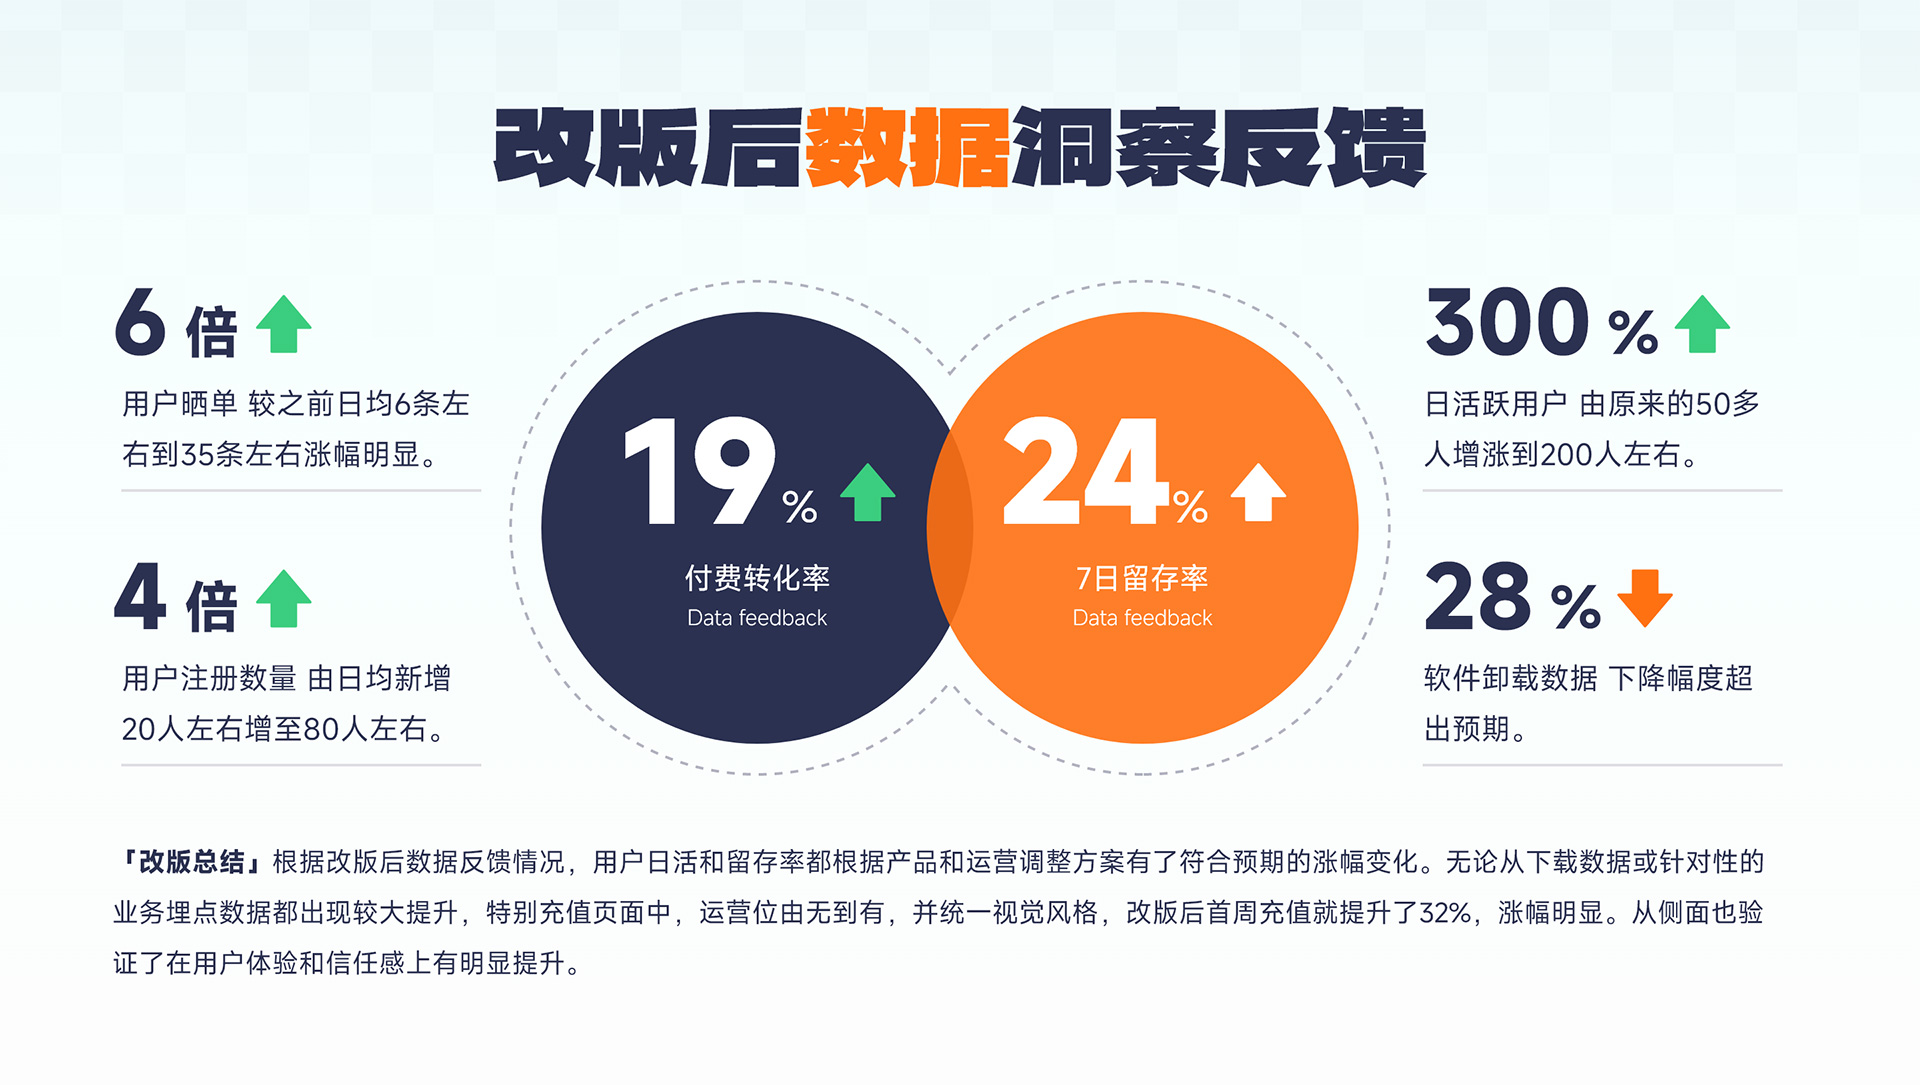 改版后数据洞察反馈
6 倍
用户晒单 较之前日均6条左
右到35条左右涨幅明显。
4 倍
用户注册数量 由日均新增
20人左右增至80人左右。
19%
付费转化率
Data feedback
24%
7日留存率
Data feedback
300 %
日活跃用户 由原来的50多
人增涨到200人左右。
28 %
软件卸载数据 下降幅度超
出预期。
「改版总结」根据改版后数据反馈情况，用户日活和留存率都根据产品和运营调整方案有了符合预期的涨幅变化。无论从下载数据或针对性的
业务埋点数据都出现较大提升，特别充值页面中，运营位由无到有，并统一视觉风格，改版后首周充值就提升了32%，涨幅明显。从侧面也验
证了在用户体验和信任感上有明显提升。